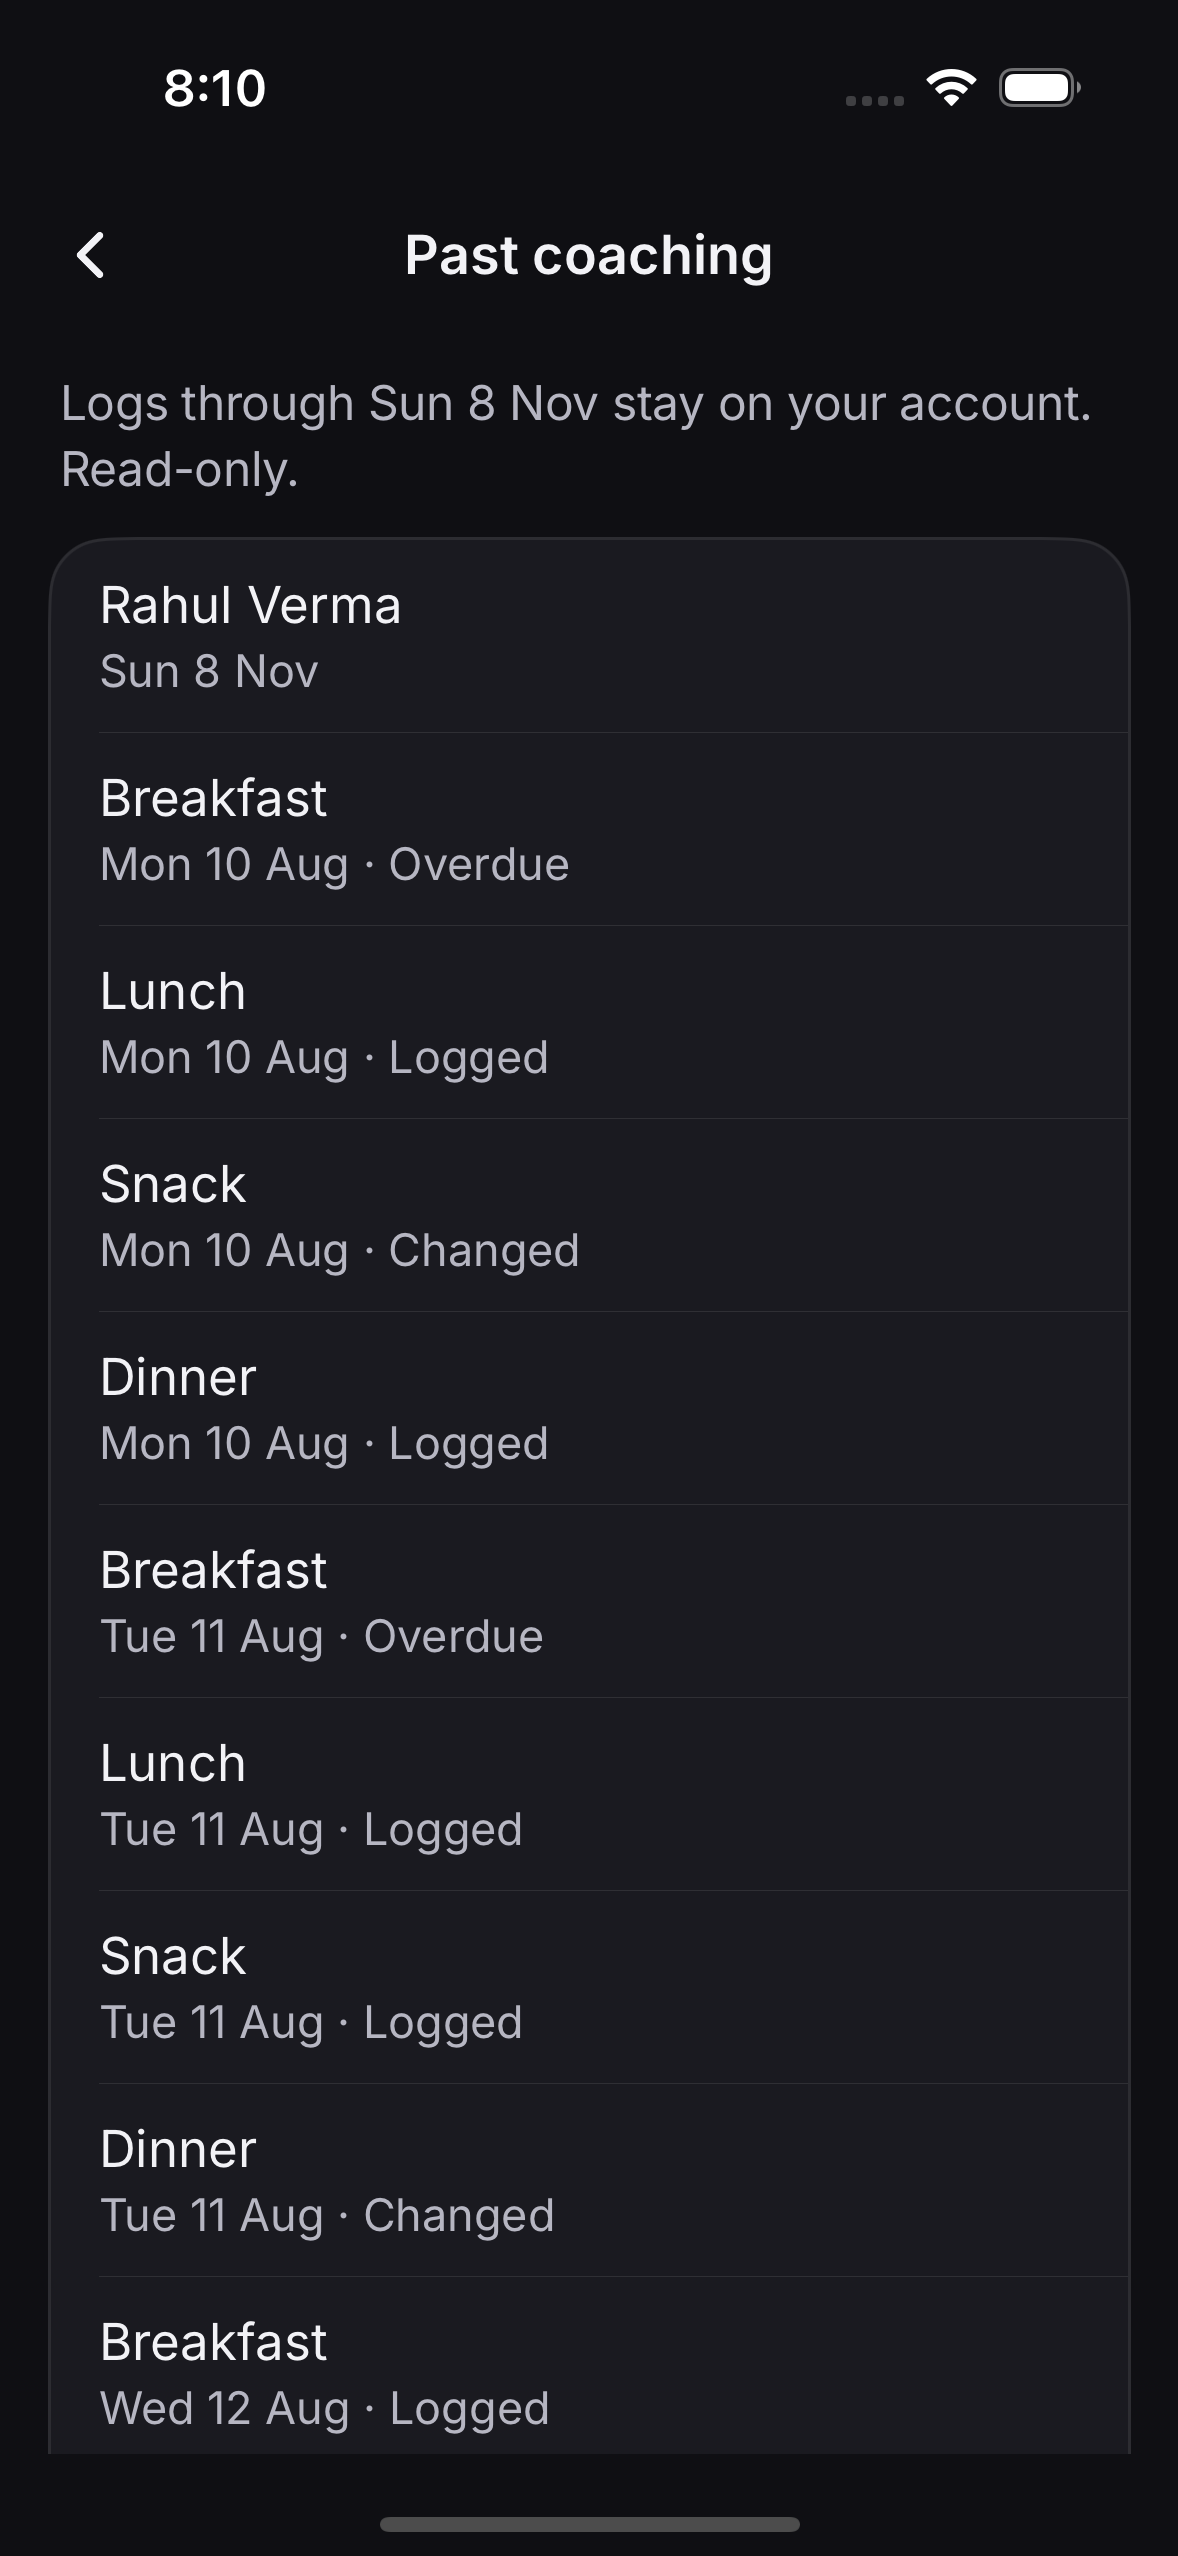 8:10
Past coaching
Logs through Sun 8 Nov stay on your account.
Read-only.
Rahul Verma
Sun 8 Nov
Breakfast
Mon 10 Aug · Overdue
Lunch
Mon 10 Aug · Logged
Snack
Mon 10 Aug · Changed
Dinner
Mon 10 Aug · Logged
Breakfast
Tue 11 Aug · Overdue
Lunch
Tue 11 Aug · Logged
Snack
Tue 11 Aug · Logged
Dinner
Tue 11 Aug · Changed
Breakfast
Wed 12 Aug · Logged